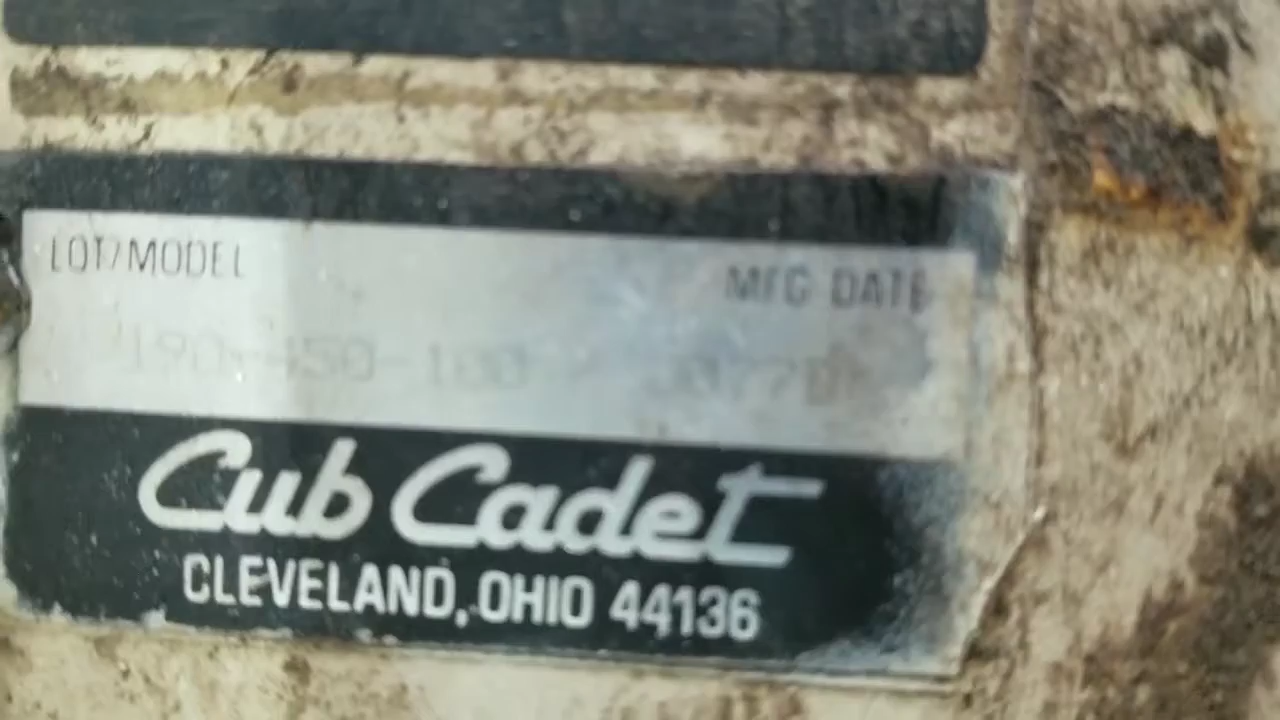 LOT/MODEL MFG DATE
190-450-100
Cub Cadet
CLEVELAND, OHIO 44136